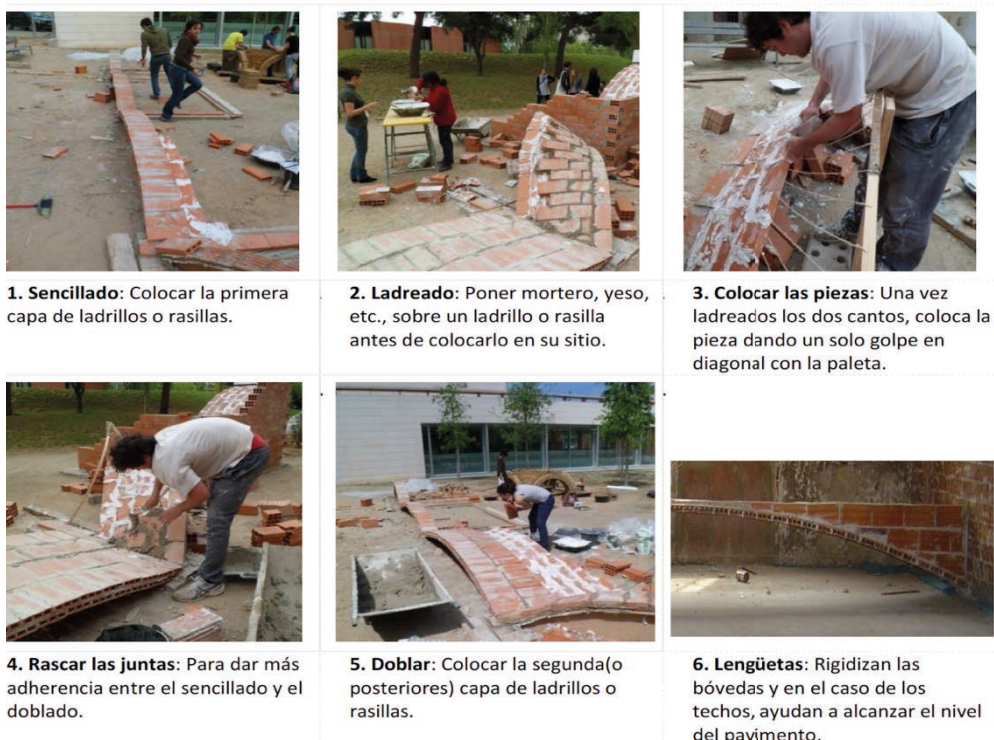 1. Sencillado: Colocar la primera
capa de ladrillos o rasillas.
2. Ladreado: Poner mortero, yeso,
etc., sobre un ladrillo o rasilla
antes de colocarlo en su sitio.
3. Colocar las piezas: Una vez
ladreados los dos cantos, coloca la
pieza dando un solo golpe en
diagonal con la paleta.
4. Rascar las juntas: Para dar más
adherencia entre el sencillado y el
doblado.
5. Doblar: Colocar la segunda(o
posteriores) capa de ladrillos o
rasillas.
6. Lengüetas: Rigidizan las
bóvedas y en el caso de los
techos, ayudan a alcanzar el nivel
del pavimento.